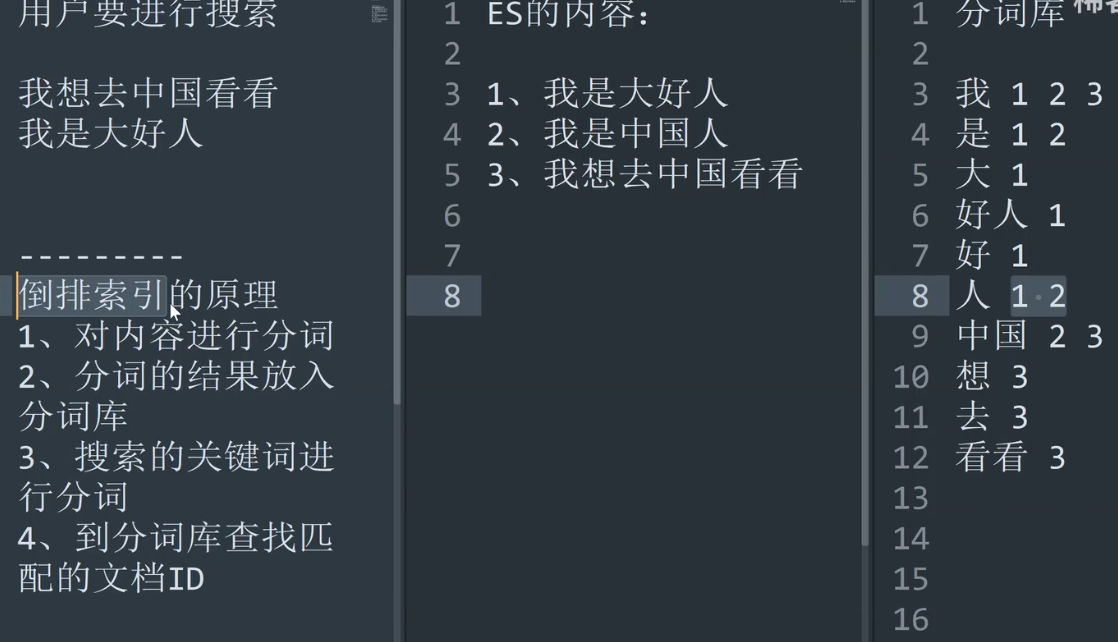 用户要进行搜索
我想去中国看看
我是大好人
---------
倒排索引的原理
1、对内容进行分词
2、分词的结果放入
分词库
3、搜索的关键词进
行分词
4、到分词库查找匹
配的文档ID
1 ES的内容：
2
3 1、我是大好人
4 2、我是中国人
5 3、我想去中国看看
6
7
8
1 分词库
2
3 我 1 2 3
4 是 1 2
5 大 1
6 好人 1
7 好 1
8 人 1 2
9 中国 2 3
10 想 3
11 去 3
12 看看 3
13
14
15
16